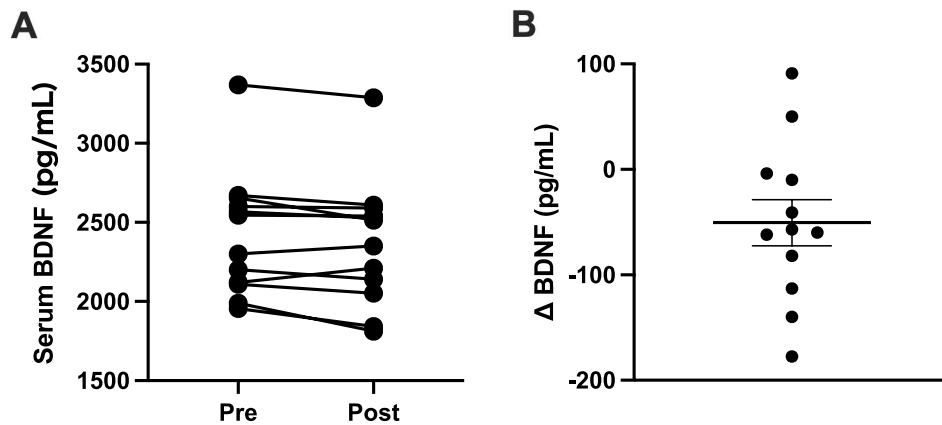 A
Serum BDNF (pg/mL)
3500
3000
2500
2000
1500
Pre Post
B
Δ BDNF (pg/mL)
100
0
-100
-200